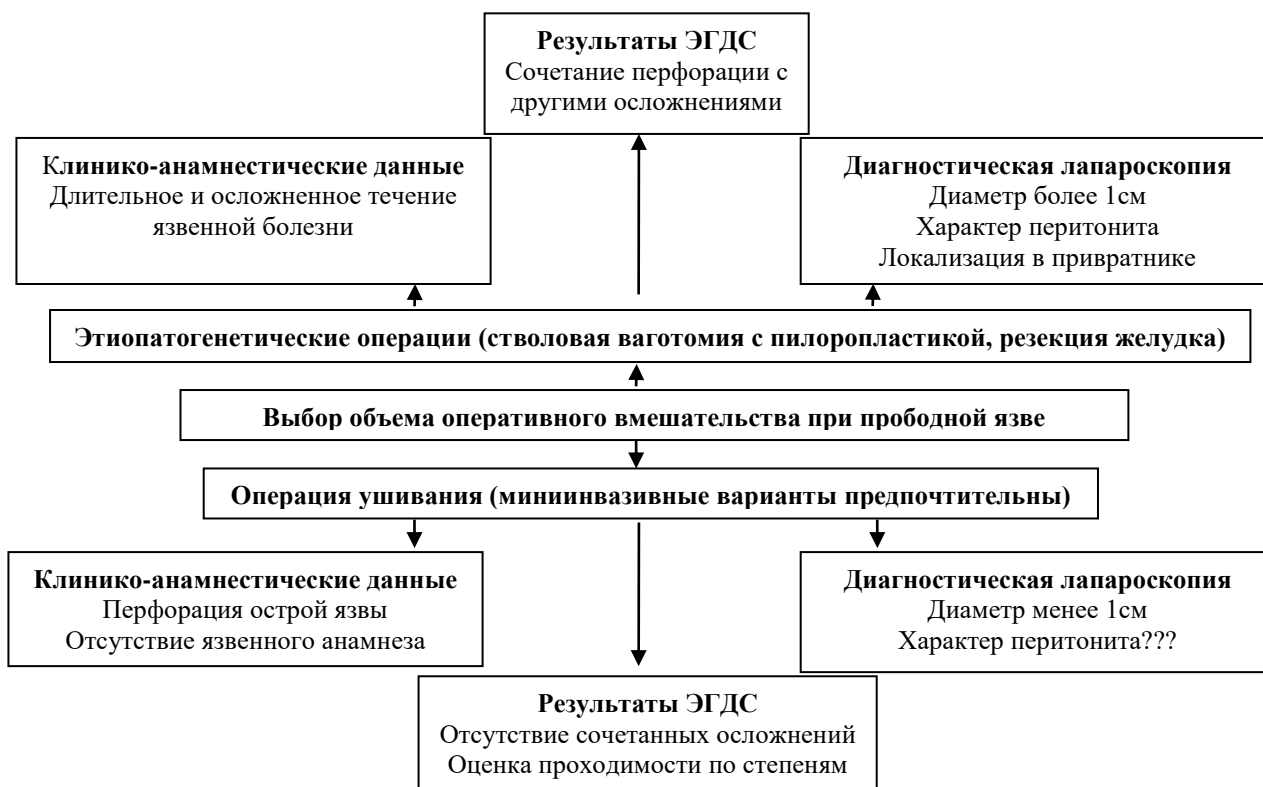 Результаты ЭГДС
Сочетание перфорации с
другими осложнениями
Клинико-анамнестические данные
Длительное и осложненное течение
язвенной болезни
Диагностическая лапароскопия
Диаметр более 1см
Характер перитонита
Локализация в привратнике
Этиопатогенетические операции (стволовая ваготомия с пилоропластикой, резекция желудка)
Выбор объема оперативного вмешательства при прободной язве
Операция ушивания (миниинвазивные варианты предпочтительны)
Клинико-анамнестические данные
Перфорация острой язвы
Отсутствие язвенного анамнеза
Диагностическая лапароскопия
Диаметр менее 1см
Характер перитонита???
Результаты ЭГДС
Отсутствие сочетанных осложнений
Оценка проходимости по степеням